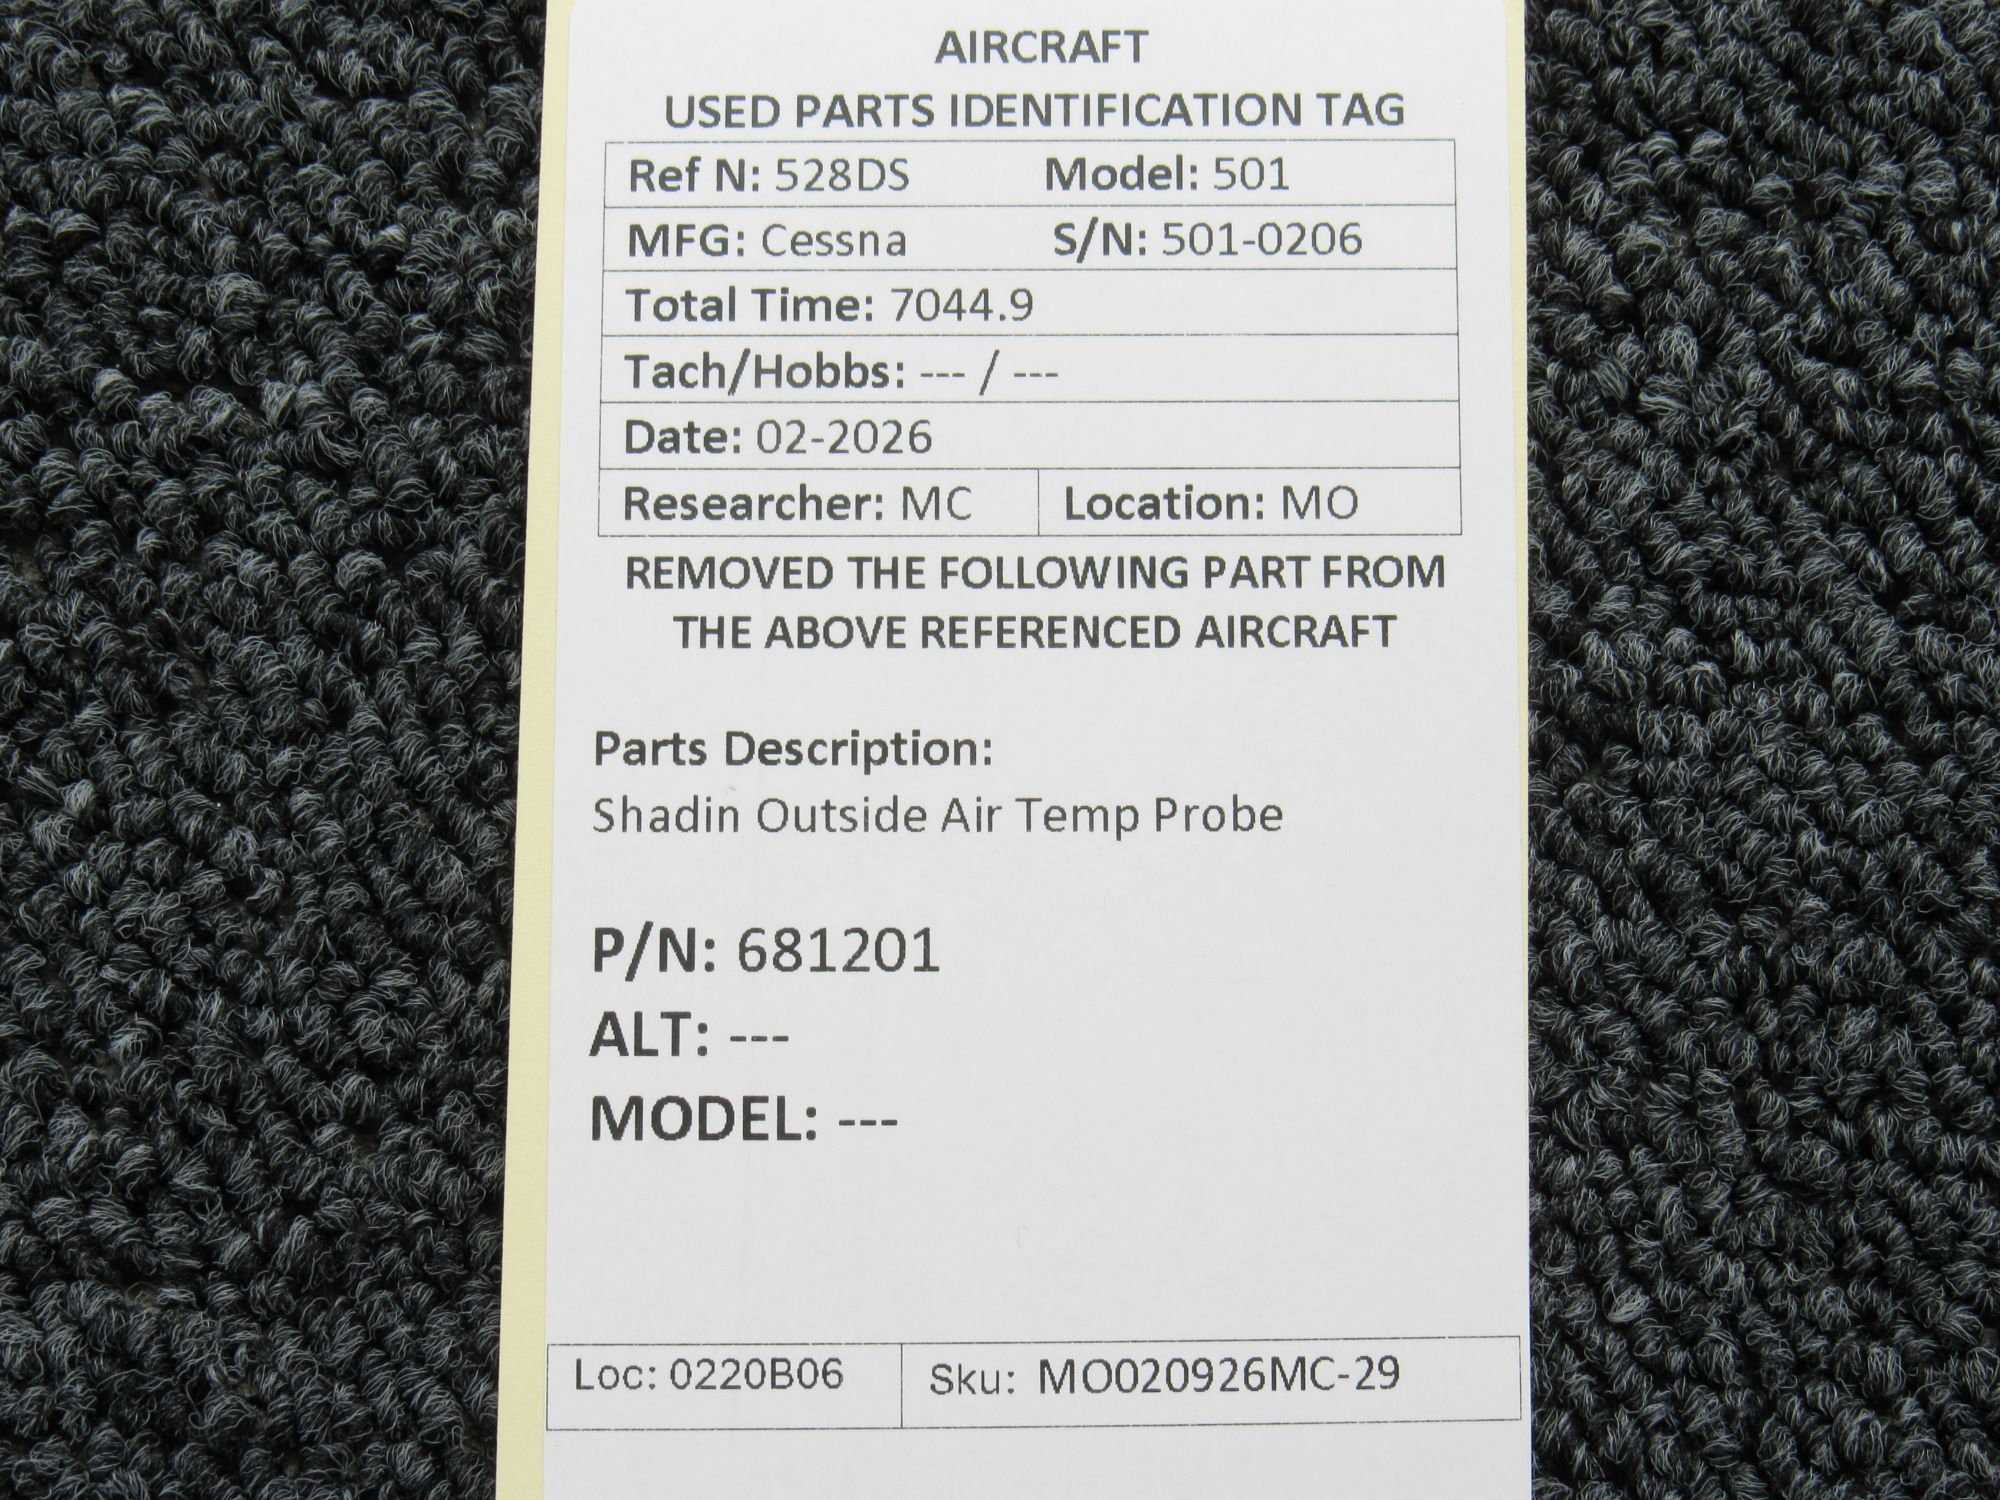 AIRCRAFT
USED PARTS IDENTIFICATION TAG
Ref N: 528DS Model: 501
MFG: Cessna S/N: 501-0206
Total Time: 7044.9
Tach/Hobbs: --- / ---
Date: 02-2026
Researcher: MC Location: MO
REMOVED THE FOLLOWING PART FROM
THE ABOVE REFERENCED AIRCRAFT
Parts Description:
Shadin Outside Air Temp Probe
P/N: 681201
ALT: ---
MODEL: ---
Loc: 0220B06 Sku: MO020926MC-29